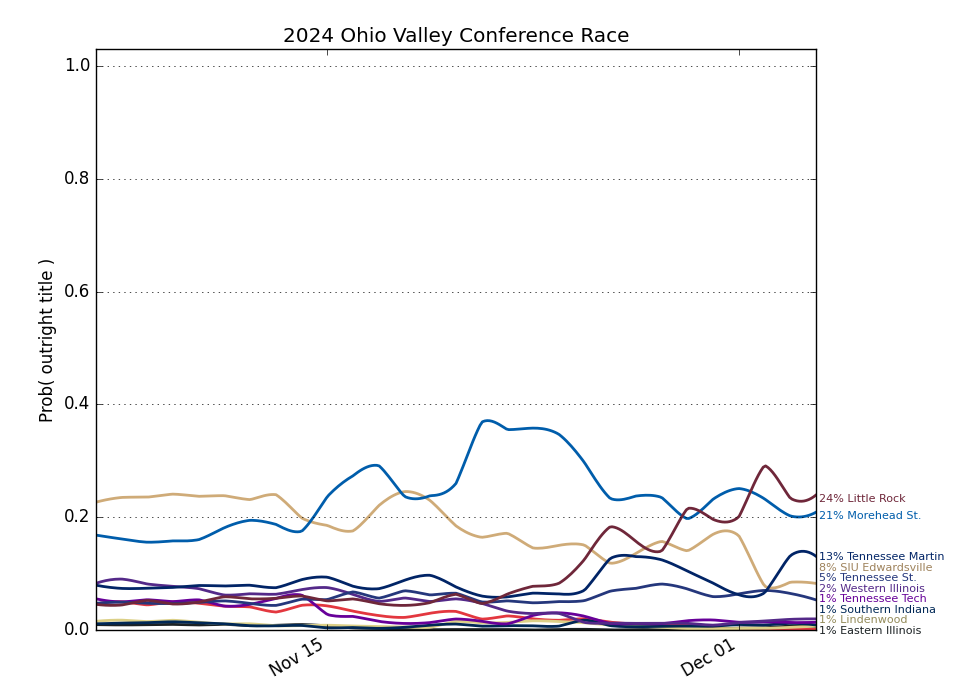 2024 Ohio Valley Conference Race
1.0
0.8
0.6
0.4
0.2
0.0
Prob( outright title )
Nov 15
Dec 01
24% Little Rock
21% Morehead St.
13% Tennessee Martin
8% SIU Edwardsville
5% Tennessee St.
2% Western Illinois
1% Tennessee Tech
1% Southern Indiana
1% Lindenwood
1% Eastern Illinois